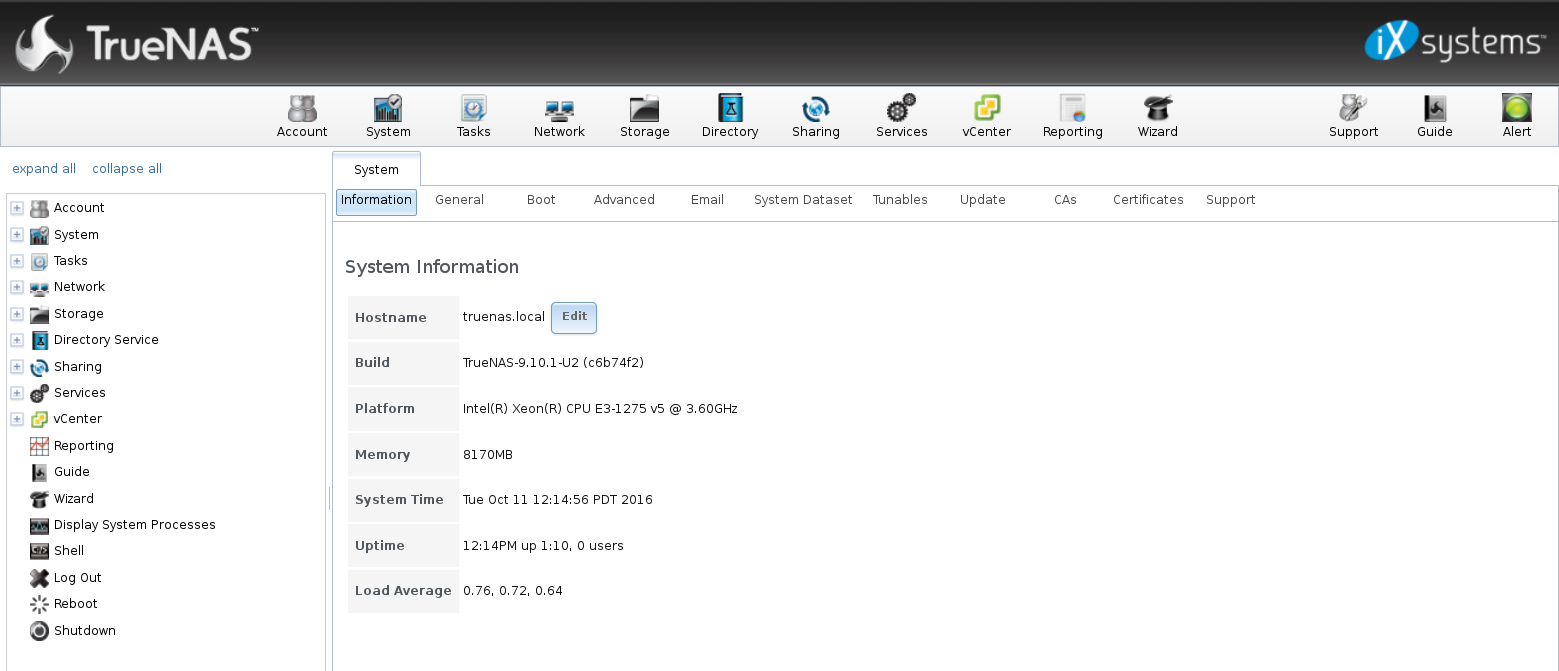 TrueNAS™
iXsystems™
Account System Tasks Network Storage Directory Sharing Services vCenter Reporting Wizard Support Guide Alert
expand all collapse all
Account
System
Tasks
Network
Storage
Directory Service
Sharing
Services
vCenter
Reporting
Guide
Wizard
Display System Processes
Shell
Log Out
Reboot
Shutdown
System
Information General Boot Advanced Email System Dataset Tunables Update CAs Certificates Support
System Information
Hostname truenas.local Edit
Build TrueNAS-9.10.1-U2 (c6b74f2)
Platform Intel(R) Xeon(R) CPU E3-1275 v5 @ 3.60GHz
Memory 8170MB
System Time Tue Oct 11 12:14:56 PDT 2016
Uptime 12:14PM up 1:10, 0 users
Load Average 0.76, 0.72, 0.64